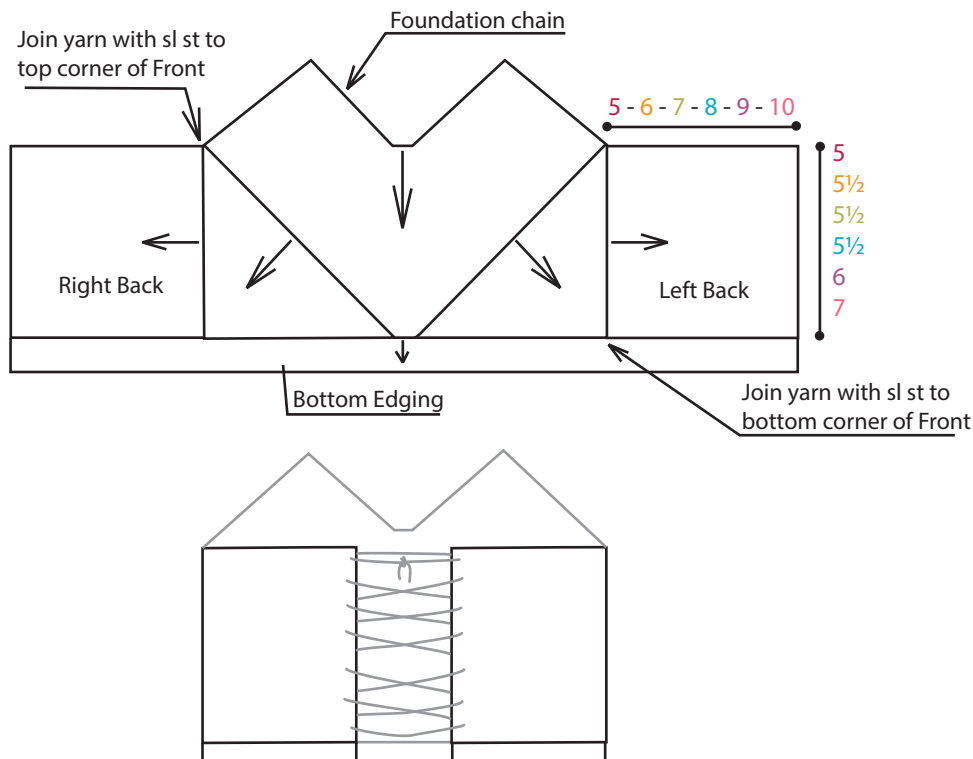 Foundation chain
Join yarn with sl st to
top corner of Front
5 - 6 - 7 - 8 - 9 - 10
5
5½
5½
5½
6
7
Right Back
Left Back
Bottom Edging
Join yarn with sl st to
bottom corner of Front